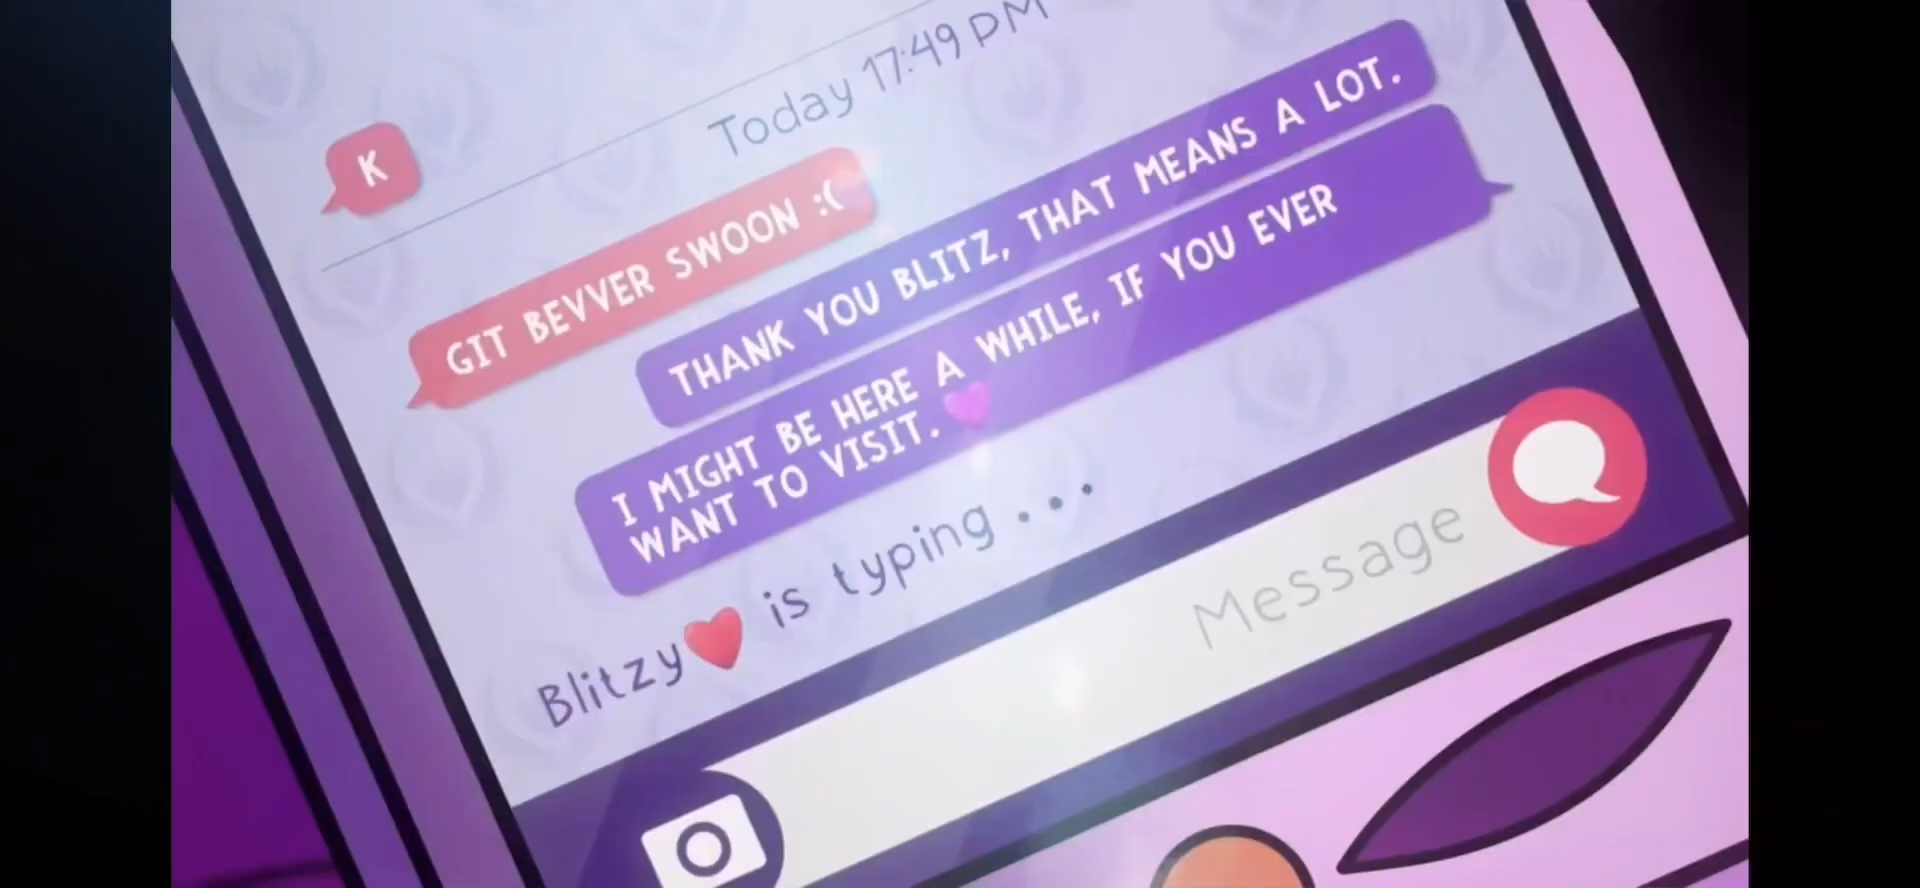 K
Today 17:49 PM
GIT BEVVER SWOON :(
THANK YOU BLITZ, THAT MEANS A LOT.
I MIGHT BE HERE A WHILE, IF YOU EVER
WANT TO VISIT. 💜
Blitzy❤️ is typing...
Message